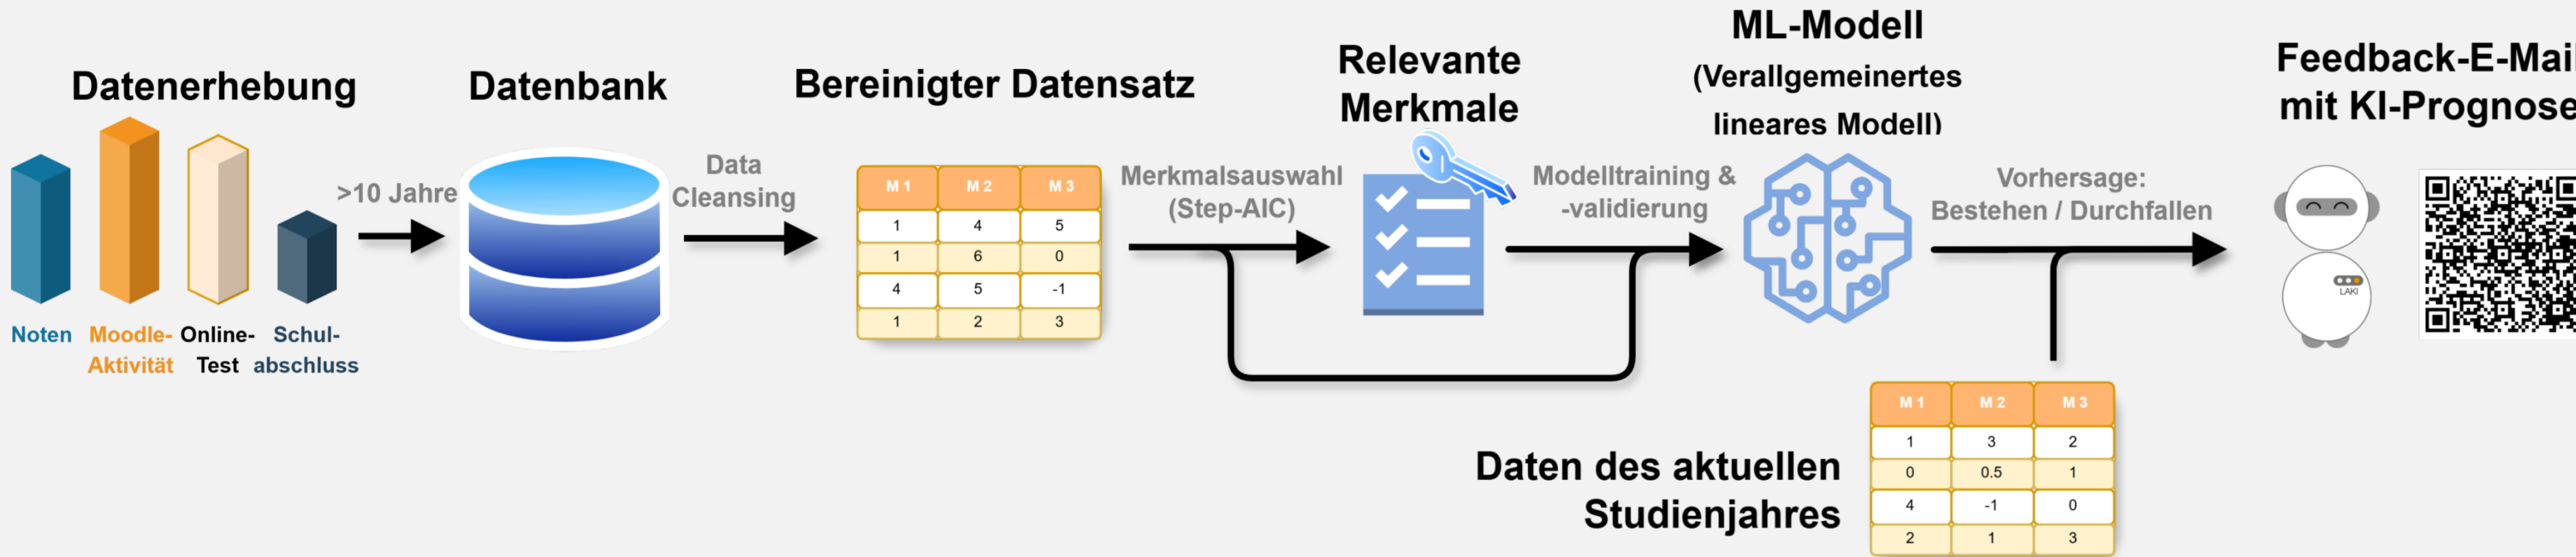 Datenerhebung
Noten
Moodle-
Aktivität
Online-
Test
Schul-
abschluss
>10 Jahre
Datenbank
Data
Cleansing
Bereinigter Datensatz
M 1 M 2 M 3
1 4 5
1 6 0
4 5 -1
1 2 3
Merkmalsauswahl
(Step-AIC)
Relevante
Merkmale
Modelltraining &
-validierung
ML-Modell
(Verallgemeinertes
lineares Modell)
Vorhersage:
Bestehen / Durchfallen
Daten des aktuellen
Studienjahres
M 1 M 2 M 3
1 3 2
0 0.5 1
4 -1 0
2 1 3
Feedback-E-Mail
mit KI-Prognose
LAKI